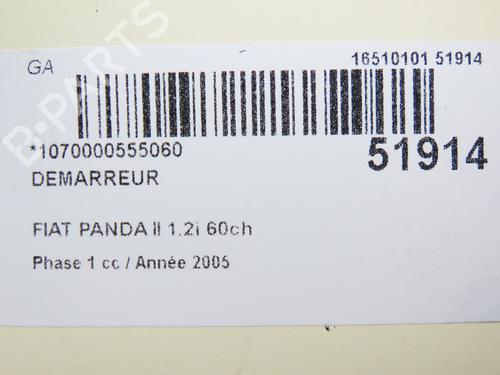 GA
16510101 51914
*1070000555060
51914
DEMARREUR
FIAT PANDA II 1.2i 60ch
Phase 1 cc / Année 2005
B-PARTS